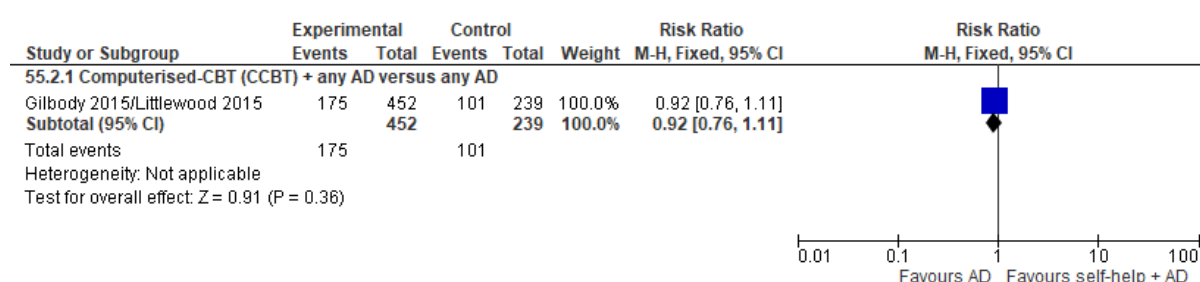 Experimental Control Risk Ratio Risk Ratio
Study or Subgroup Events Total Events Total Weight M-H, Fixed, 95% CI M-H, Fixed, 95% CI
55.2.1 Computerised-CBT (CCBT) + any AD versus any AD
Gilbody 2015/Littlewood 2015 175 452 101 239 100.0% 0.92 [0.76, 1.11]
Subtotal (95% CI) 452 239 100.0% 0.92 [0.76, 1.11]
Total events 175 101
Heterogeneity: Not applicable
Test for overall effect: Z = 0.91 (P = 0.36)
0.01 0.1 1 10 100
Favours AD Favours self-help + AD